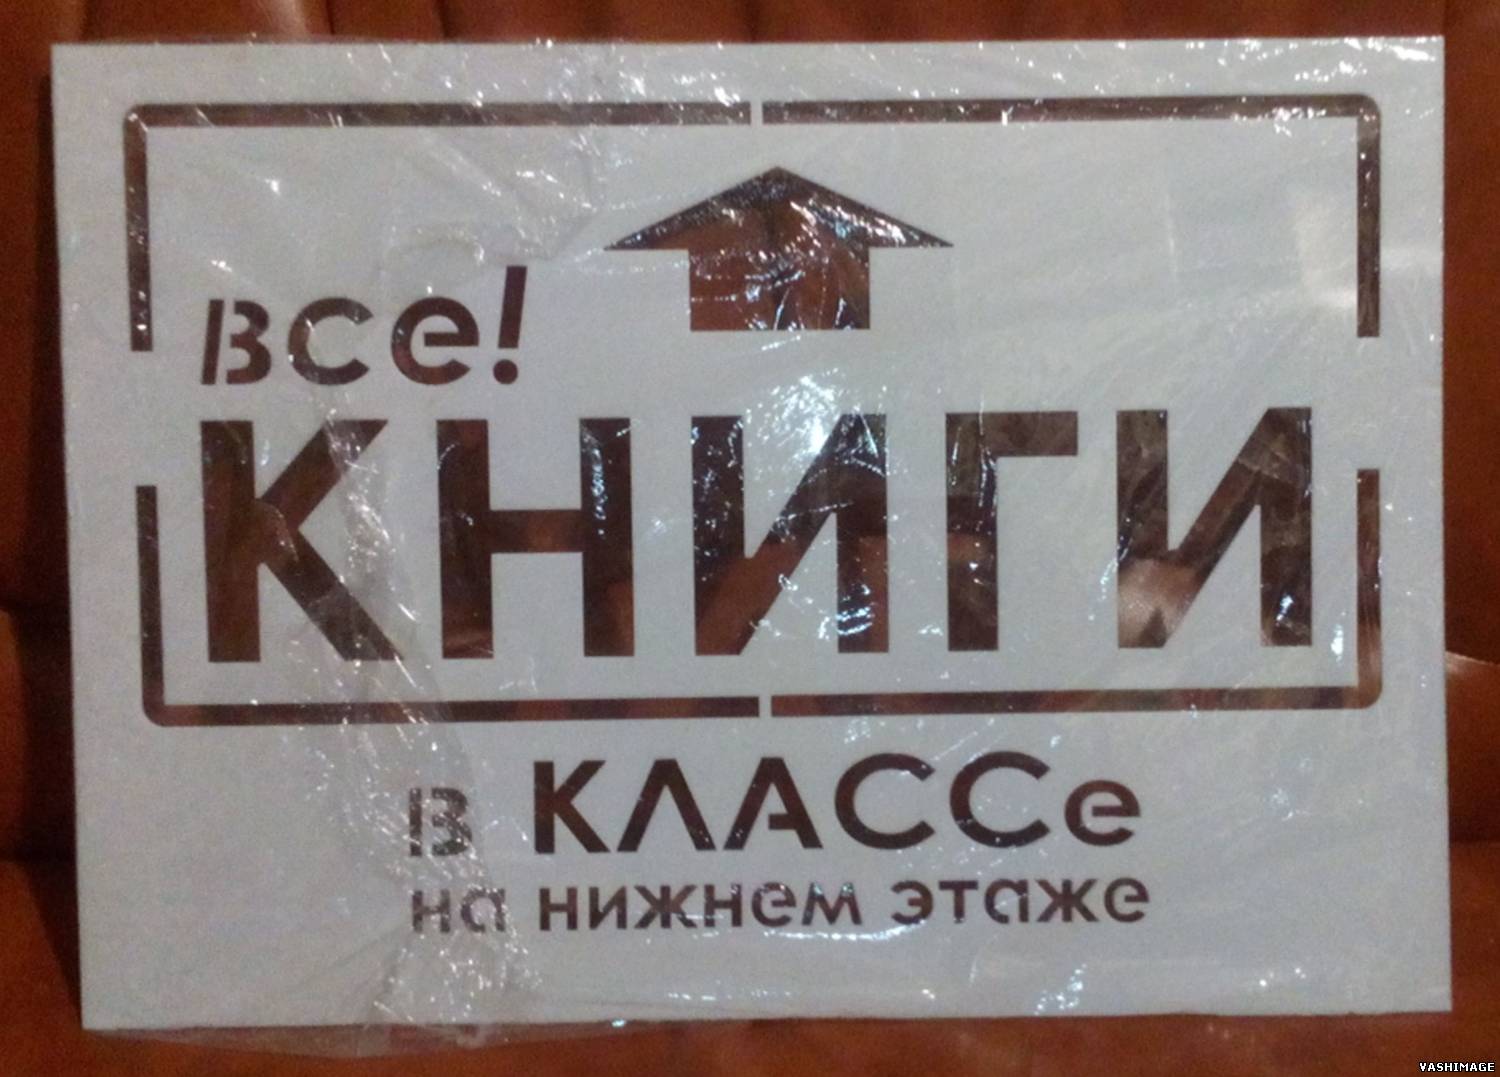 все!
КНИГИ
в КЛАССе
на нижнем этаже
VASHIMAGE